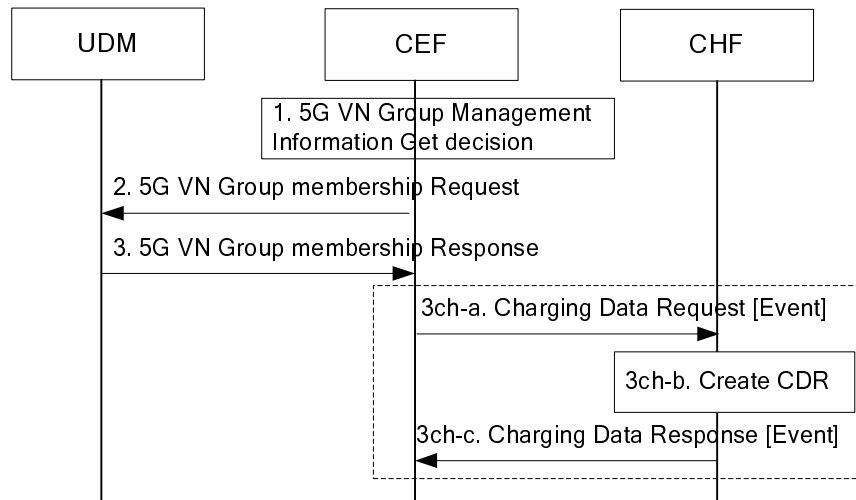 UDM
CEF
CHF
1. 5G VN Group Management
Information Get decision
2. 5G VN Group membership Request
3. 5G VN Group membership Response
3ch-a. Charging Data Request [Event]
3ch-b. Create CDR
3ch-c. Charging Data Response [Event]